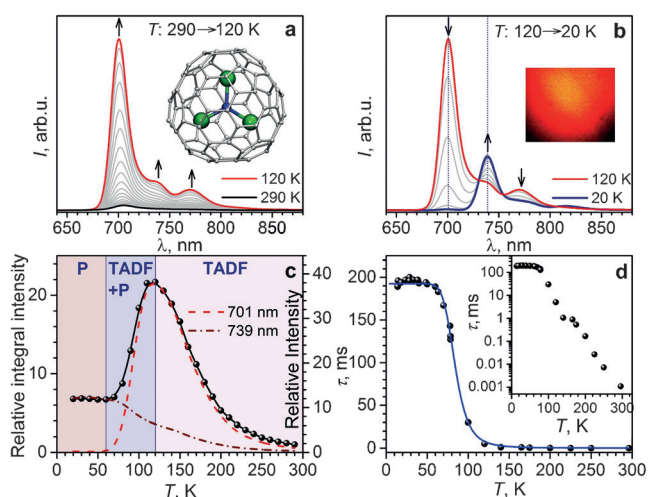 T: 290→120 K a
I, arb.u.
120 K
290 K
650 700 750 800 850
λ, nm
T: 120→20 K b
I, arb.u.
120 K
20 K
650 700 750 800 850
λ, nm
P TADF +P TADF c
701 nm
739 nm
Relative integral intensity
20
10
0
0 50 100 150 200 250 300
T, K
40
30
20
10
0
Relative Intensity
d
τ, ms
200
150
100
50
0
0 50 100 150 200 250 300
T, K
τ, ms
100
10
1
0.1
0.01
0.001
0 100 200 300
T, K